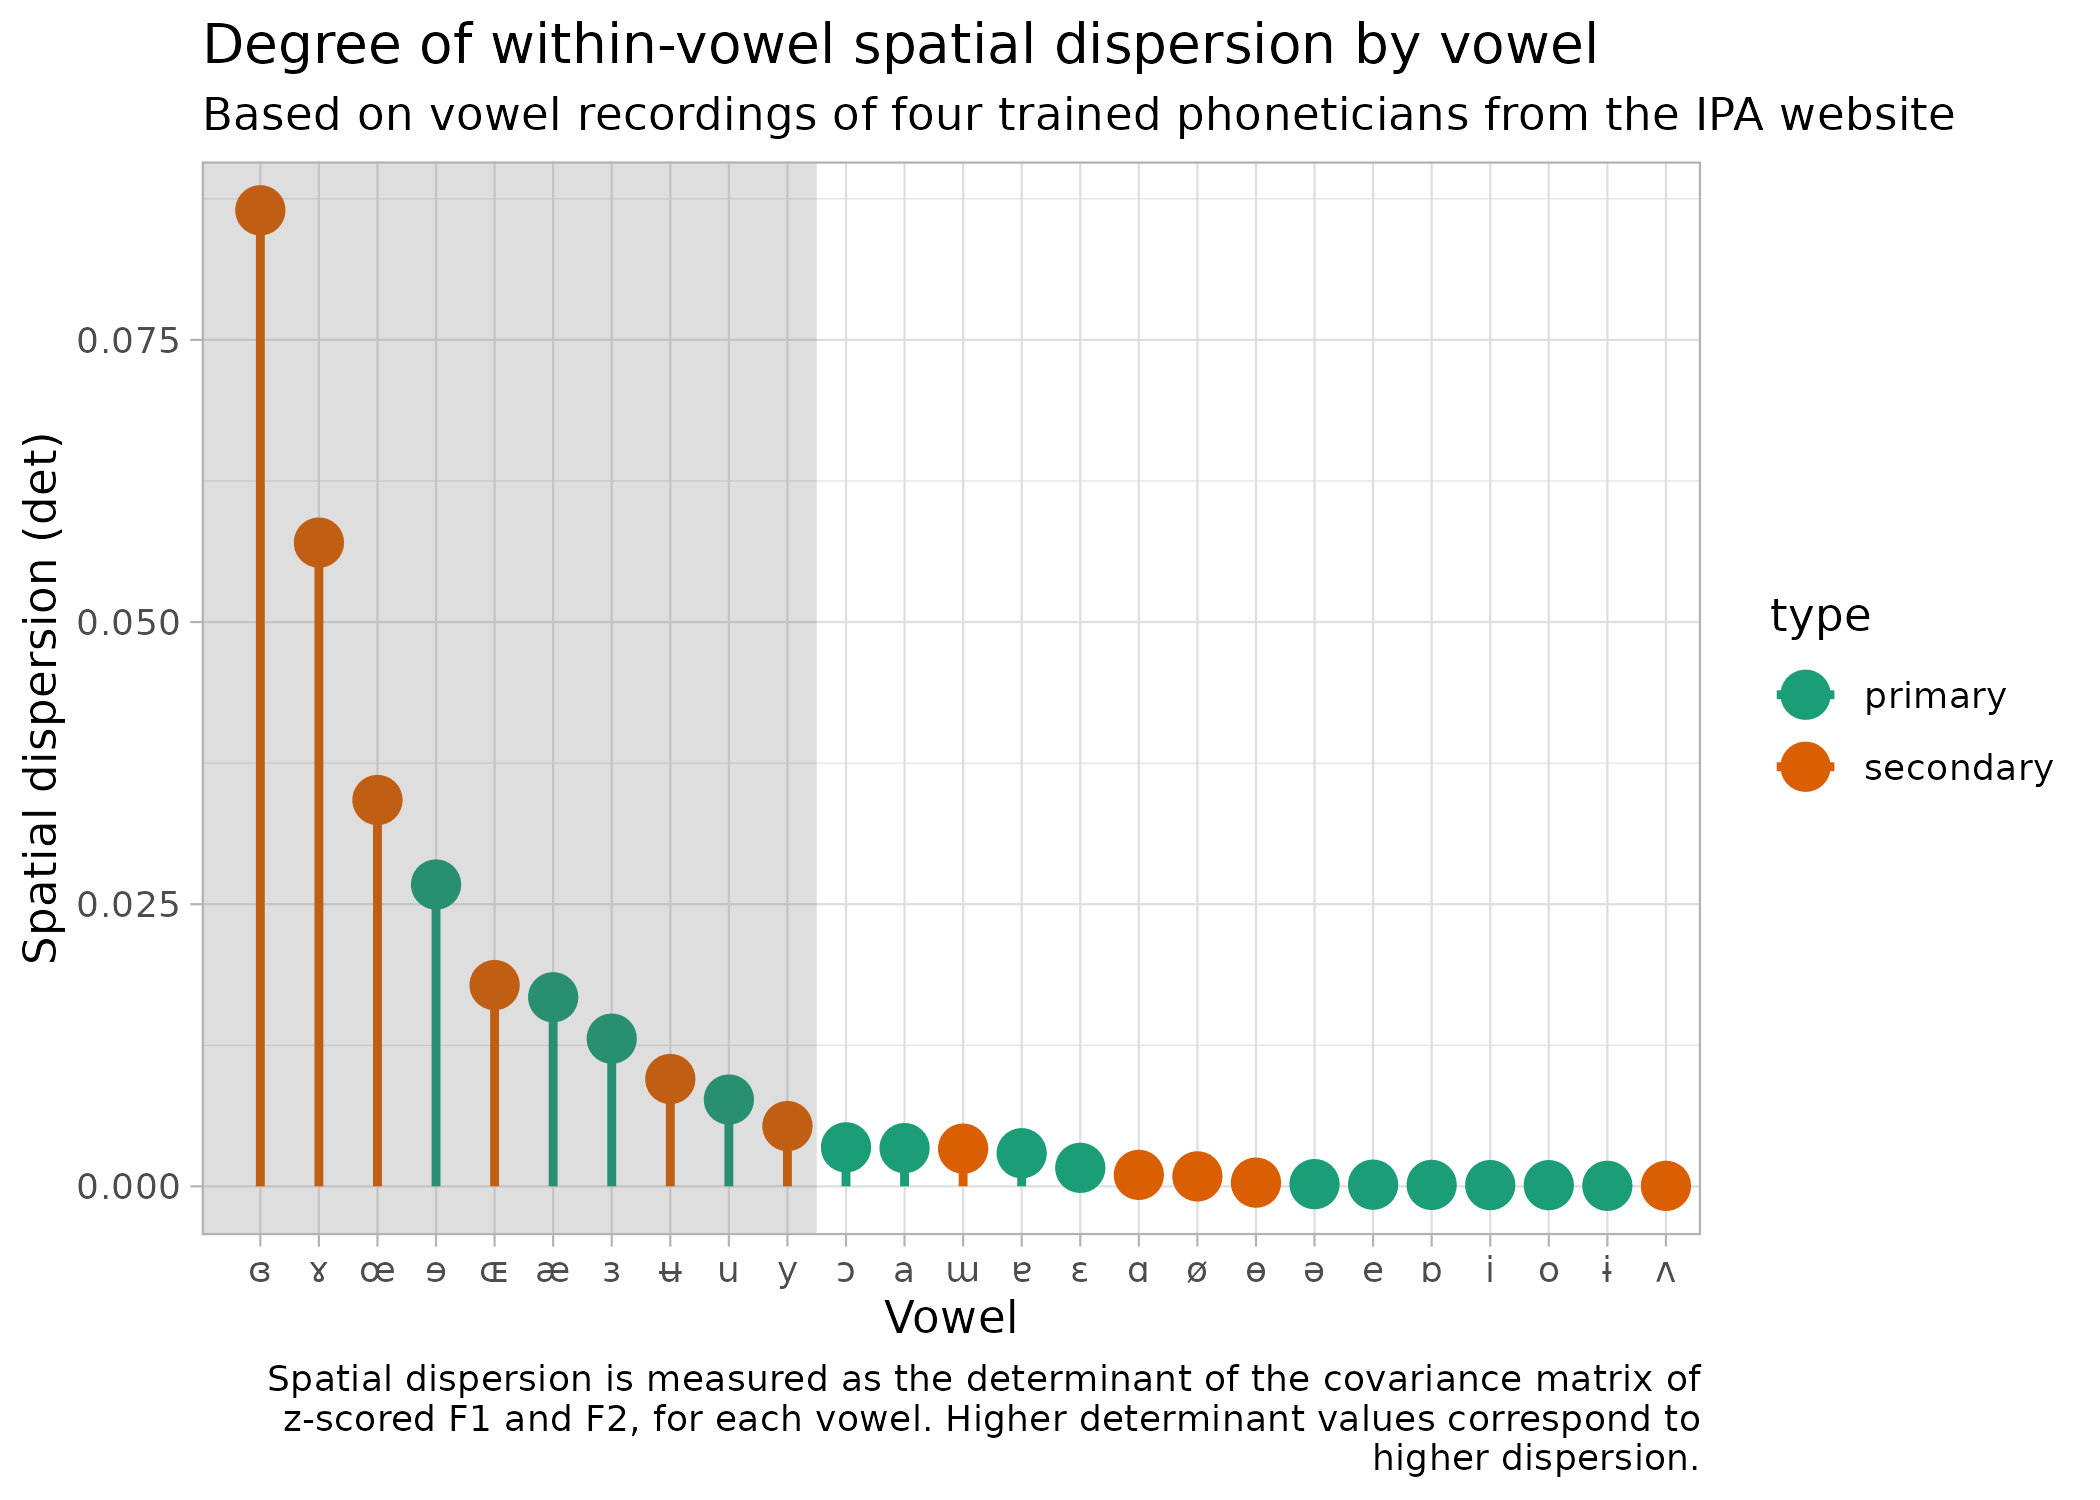 Degree of within-vowel spatial dispersion by vowel
Based on vowel recordings of four trained phoneticians from the IPA website
Spatial dispersion (det)
0.075
0.050
0.025
0.000
ɞ ɤ œ ɘ ɶ æ ɜ ʉ u y ɔ a ɯ ɐ ɛ ɑ ø ɵ ə e ɒ i o ɨ ʌ
Vowel
type
primary
secondary
Spatial dispersion is measured as the determinant of the covariance matrix of
z-scored F1 and F2, for each vowel. Higher determinant values correspond to
higher dispersion.